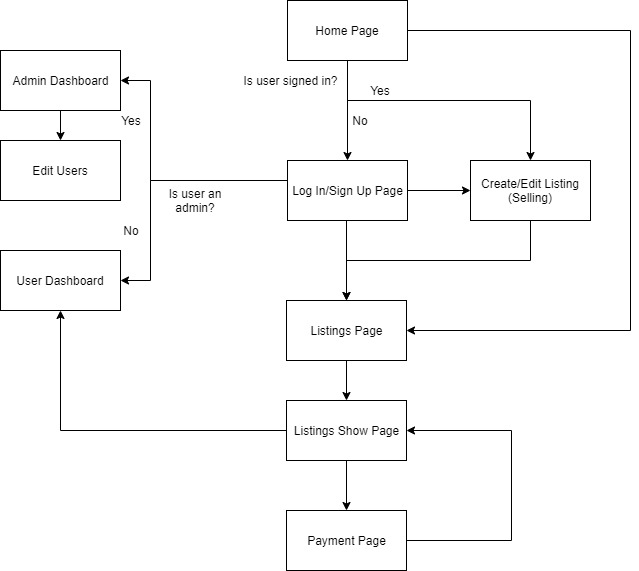 Home Page
Is user signed in?
Admin Dashboard
Yes
Yes
No
Edit Users
Log In/Sign Up Page
Create/Edit Listing
(Selling)
Is user an
admin?
No
User Dashboard
Listings Page
Listings Show Page
Payment Page